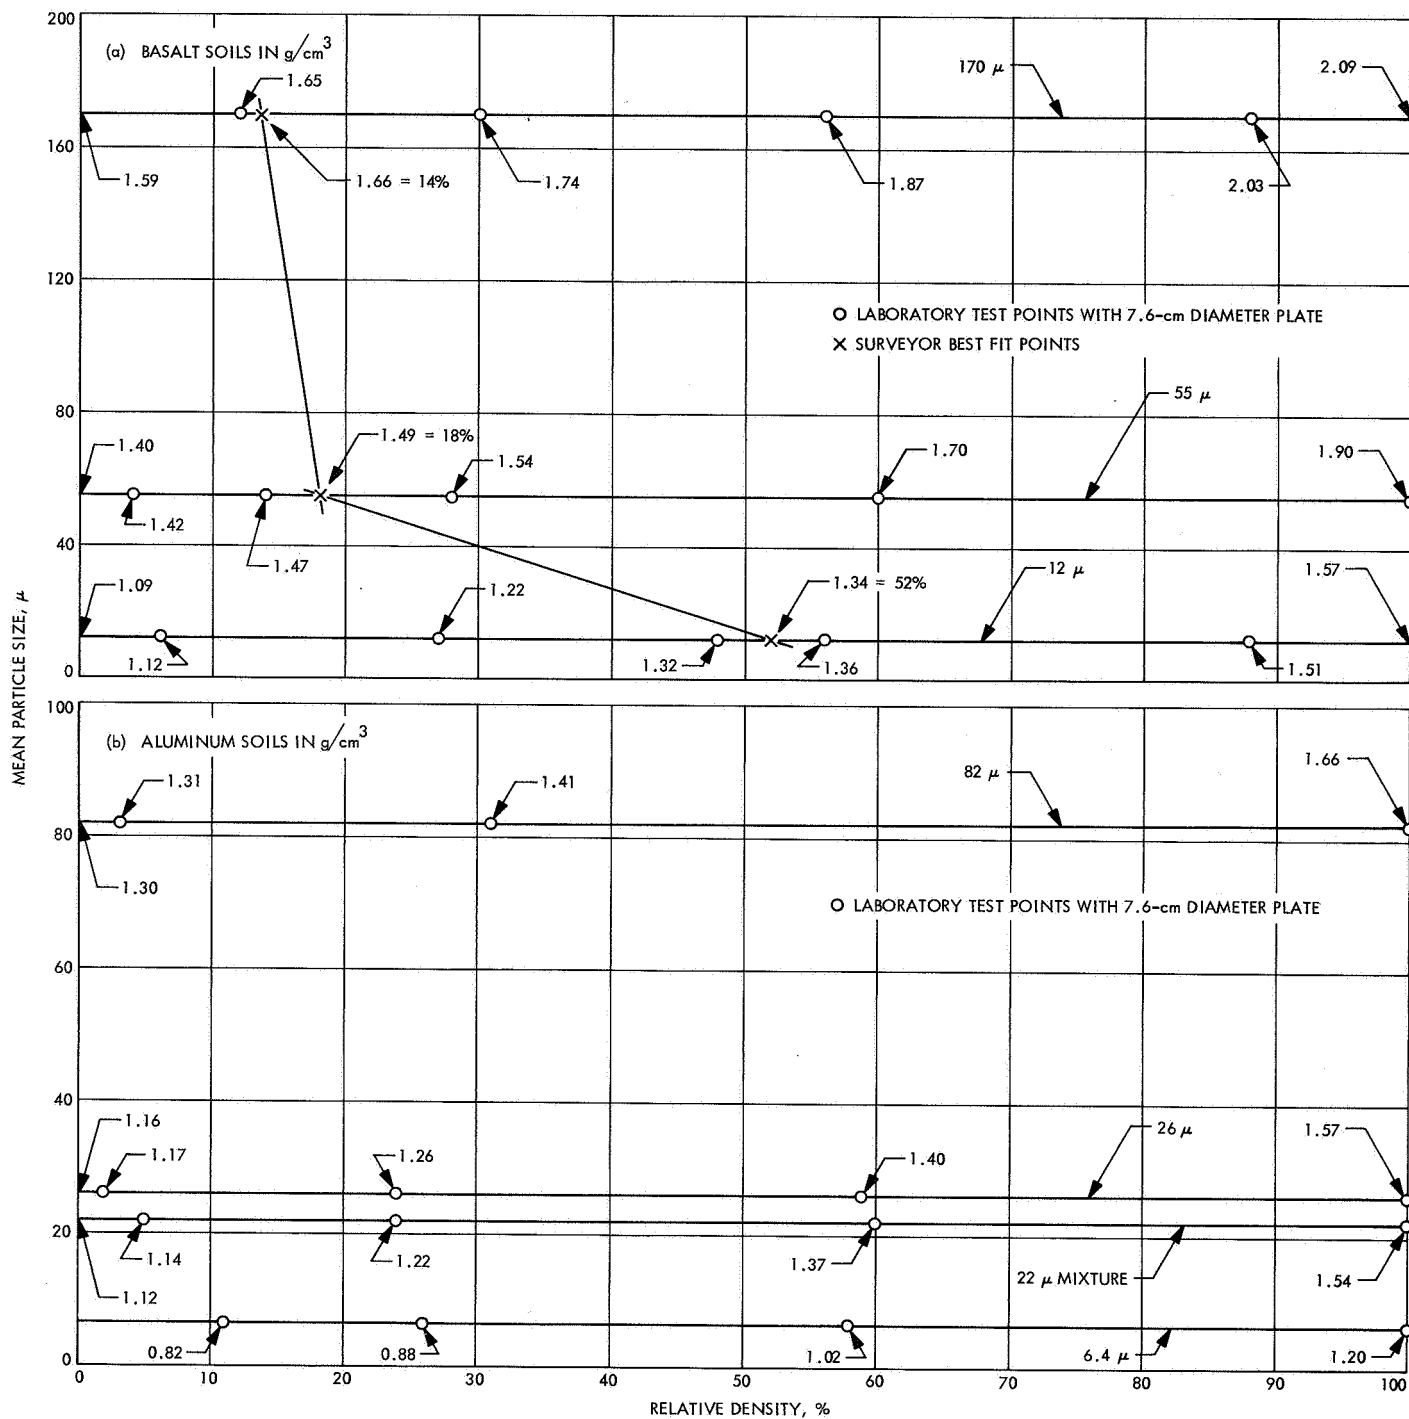 200
(a) BASALT SOILS IN g/cm3
1.65
170 μ
2.09
160
1.59
1.66 = 14%
1.74
1.87
2.03
120
O LABORATORY TEST POINTS WITH 7.6-cm DIAMETER PLATE
X SURVEYOR BEST FIT POINTS
80
55 μ
1.40
1.49 = 18%
1.54
1.70
1.90
1.42
40
1.47
1.09
1.22
1.34 = 52%
12 μ
1.57
0
1.12
1.32
1.36
1.51
MEAN PARTICLE SIZE, μ
100
(b) ALUMINUM SOILS IN g/cm3
1.31
1.41
82 μ
1.66
80
1.30
O LABORATORY TEST POINTS WITH 7.6-cm DIAMETER PLATE
60
40
1.16
1.17
1.26
1.40
26 μ
1.57
20
1.14
1.22
1.37
22 μ MIXTURE
1.54
1.12
0.82
0.88
1.02
6.4 μ
1.20
0
0 10 20 30 40 50 60 70 80 90 100
RELATIVE DENSITY, %